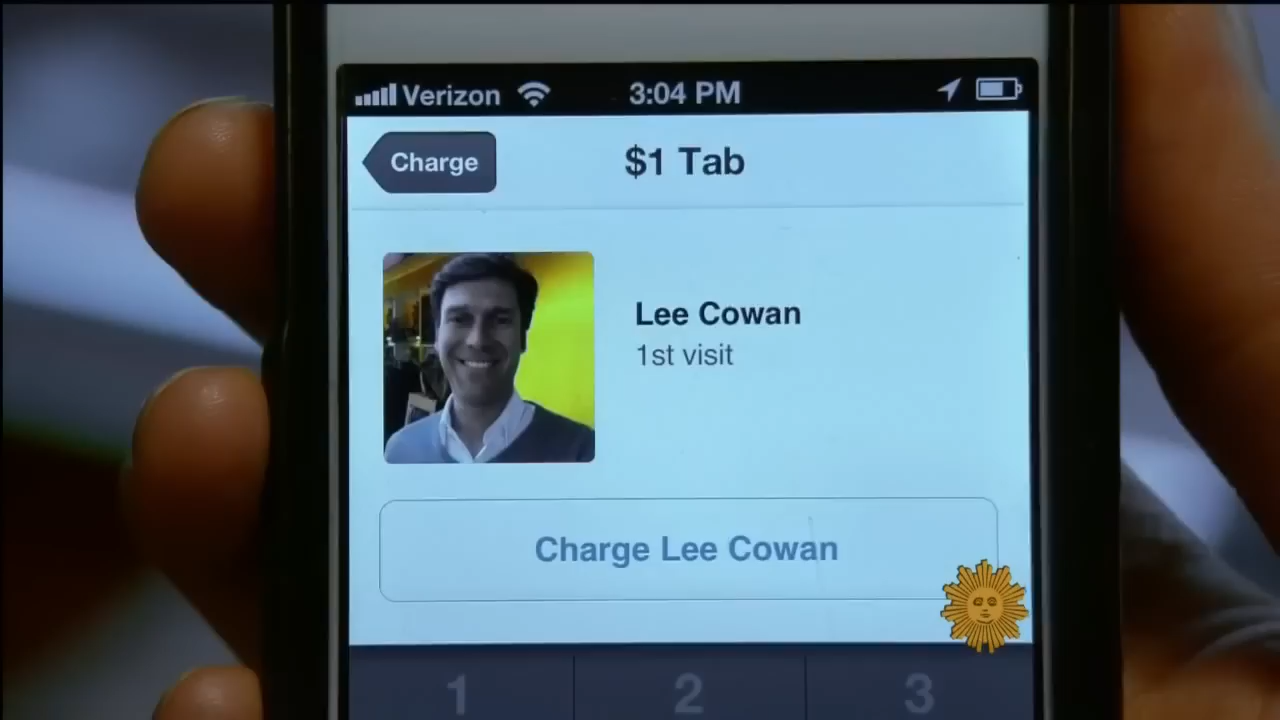 Verizon 3:04 PM
Charge $1 Tab
Lee Cowan
1st visit
Charge Lee Cowan
1 2 3